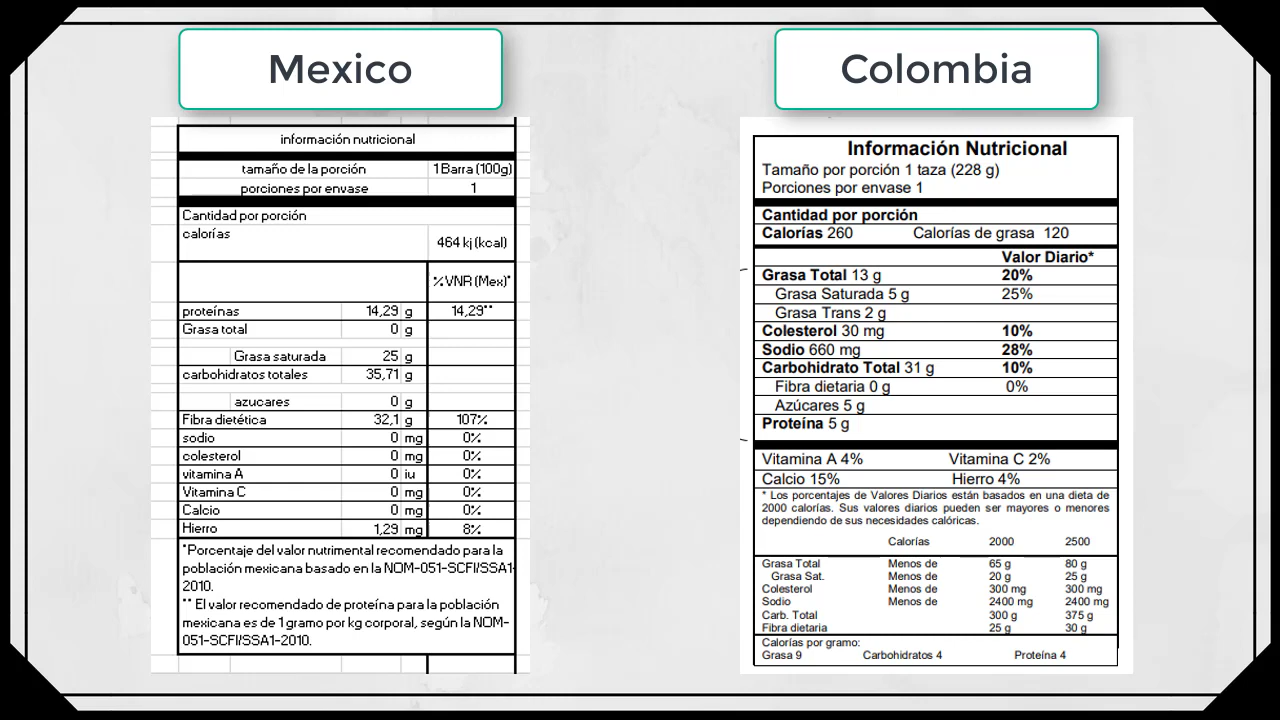 Mexico
información nutricional
tamaño de la porción 1 Barra (100g)
porciones por envase 1
Cantidad por porción
calorías 464 kj (kcal)
%VNR (Mex)*
proteínas 14,29 g 14,29**
Grasa total 0 g
Grasa saturada 25 g
carbohidratos totales 35,71 g
azucares 0 g
Fibra dietética 32,1 g 107%
sodio 0 mg 0%
colesterol 0 mg 0%
vitamina A 0 iu 0%
Vitamina C 0 mg 0%
Calcio 0 mg 0%
Hierro 1,29 mg 8%
*Porcentaje del valor nutrimental recomendado para la
población mexicana basado en la NOM-051-SCFI/SSA1-
2010.
** El valor recomendado de proteína para la población
mexicana es de 1 gramo por kg corporal, según la NOM-
051-SCFI/SSA1-2010.
Colombia
Información Nutricional
Tamaño por porción 1 taza (228 g)
Porciones por envase 1
Cantidad por porción
Calorías 260 Calorías de grasa 120
Valor Diario*
Grasa Total 13 g 20%
Grasa Saturada 5 g 25%
Grasa Trans 2 g
Colesterol 30 mg 10%
Sodio 660 mg 28%
Carbohidrato Total 31 g 10%
Fibra dietaria 0 g 0%
Azúcares 5 g
Proteína 5 g
Vitamina A 4% Vitamina C 2%
Calcio 15% Hierro 4%
* Los porcentajes de Valores Diarios están basados en una dieta de
2000 calorías. Sus valores diarios pueden ser mayores o menores
dependiendo de sus necesidades calóricas.
Calorías 2000 2500
Grasa Total Menos de 65 g 80 g
Grasa Sat. Menos de 20 g 25 g
Colesterol Menos de 300 mg 300 mg
Sodio Menos de 2400 mg 2400 mg
Carb. Total 300 g 375 g
Fibra dietaria 25 g 30 g
Calorías por gramo:
Grasa 9 Carbohidratos 4 Proteína 4